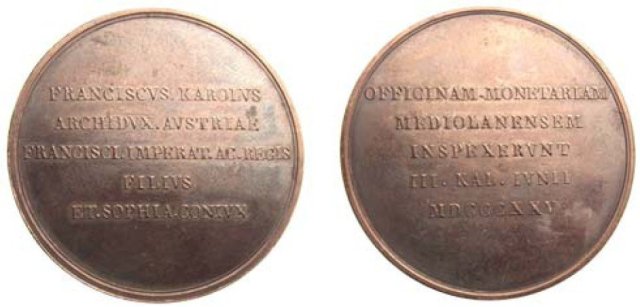 FRANCISCVS. KAROLVS
ARCHIDVX. AVSTRIAE
FRANCISCI. IMPERAT. AC. REGIS
FILIVS
ET. SOPHIA. CONIVX
OFFICINAM. MONETARIAM
MEDIOLANENSEM
INSPEXERVNT
III. KAL. IVNII
MDCCCXXV